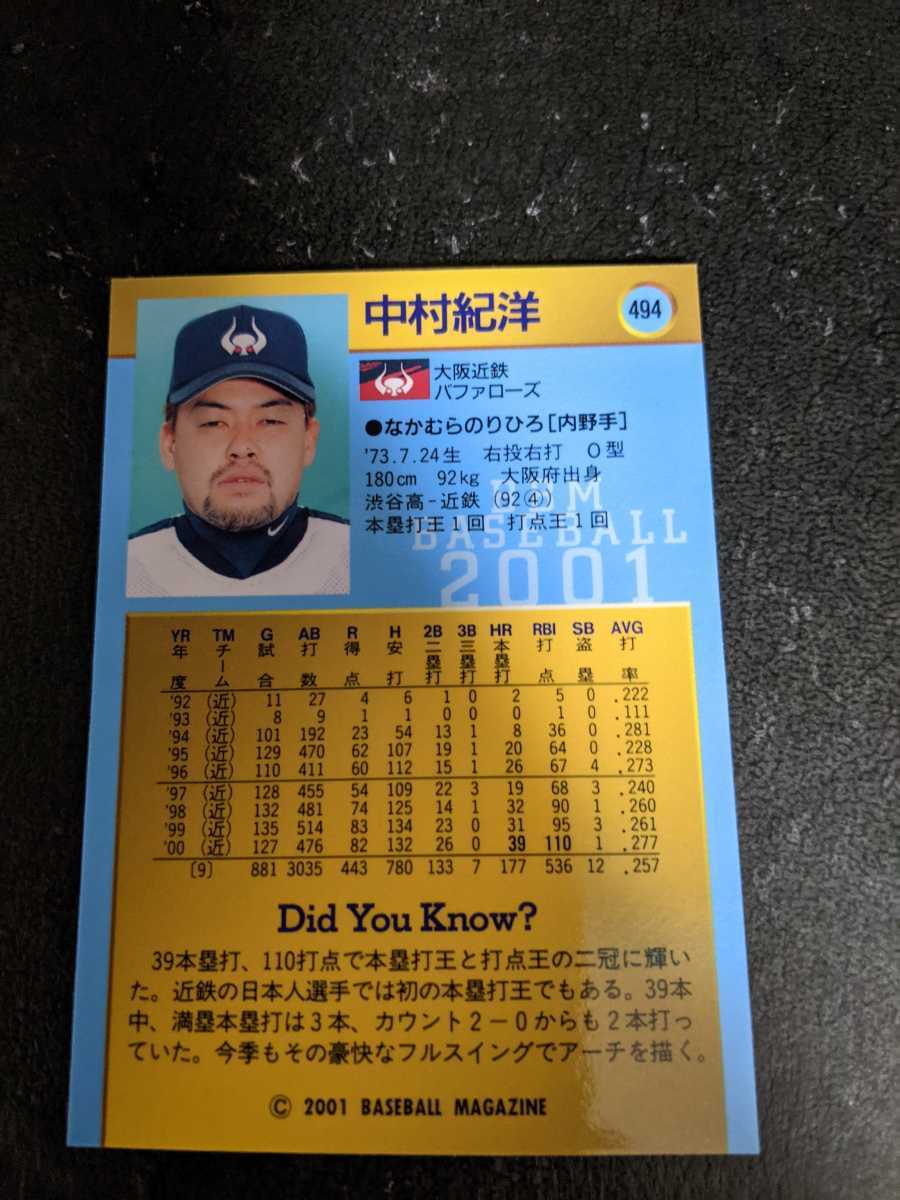 中村紀洋 494
大阪近鉄
バファローズ
●なかむらのりひろ[内野手]
'73.7.24生 右投右打 O型
180cm 92kg 大阪府出身
渋谷高-近鉄(92④)
本塁打王1回 打点王1回
BBM
BASEBALL
2001
YR TM G AB R H 2B 3B HR RBI SB AVG
年度 チーム 試合 打数 得点 安打 二塁打 三塁打 本塁打 打点 盗塁 打率
'92 (近) 11 27 4 6 1 0 2 5 0 .222
'93 (近) 8 9 1 1 0 0 0 1 0 .111
'94 (近) 101 192 23 54 13 1 8 36 0 .281
'95 (近) 129 470 62 107 19 1 20 64 0 .228
'96 (近) 110 411 60 112 15 1 26 67 4 .273
'97 (近) 128 455 54 109 22 3 19 68 3 .240
'98 (近) 132 481 74 125 14 1 32 90 1 .260
'99 (近) 135 514 83 134 23 0 31 95 3 .261
'00 (近) 127 476 82 132 26 0 39 110 1 .277
〔9〕 881 3035 443 780 133 7 177 536 12 .257
Did You Know?
39本塁打、110打点で本塁打王と打点王の二冠に輝い
た。近鉄の日本人選手では初の本塁打王でもある。39本
中、満塁本塁打は3本、カウント2-0からも2本打っ
ていた。今季もその豪快なフルスイングでアーチを描く。
© 2001 BASEBALL MAGAZINE